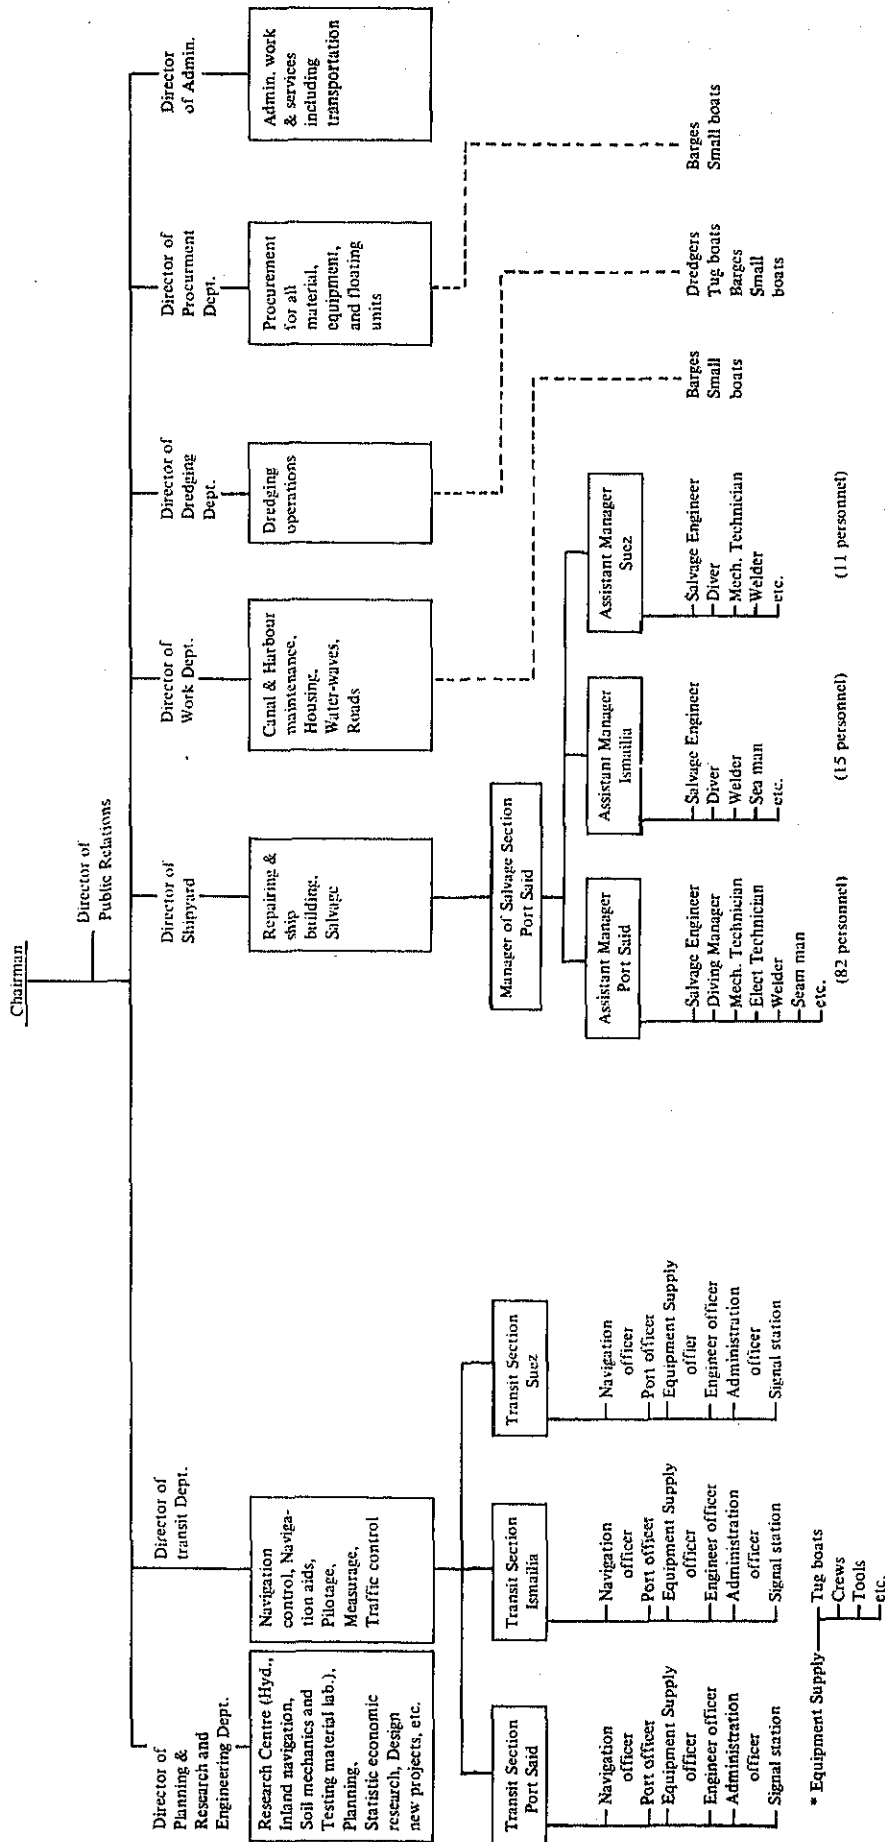 Chairman
Director of
Public Relations
Director of
Planning &
Research and
Engineering Dept.
Director of
transit Dept.
Director of
Shipyard
Director of
Work Dept.
Director of
Dredging
Dept.
Director of
Procurment
Dept.
Director
of Admin.
Research Centre (Hyd.,
Inland navigation,
Soil mechanics and
Testing material lab.),
Planning,
Statistic economic
research, Design
new projects, etc.
Navigation
control, Naviga-
tion aids,
Pilotage,
Measurage,
Traffic control
Repairing &
ship
building,
Salvage
Canal & Harbour
maintenance,
Housing,
Water-waves,
Roads
Dredging
operations
Procurement
for all
material,
equipment,
and floating
units
Admin. work
& services
including
transportation
Transit Section
Port Said
Transit Section
Ismailia
Transit Section
Suez
Manager of Salvage Section
Port Said
Assistant Manager
Port Said
Assistant Manager
Ismailia
Assistant Manager
Suez
Navigation
officer
Port officer
Equipment Supply
officer
Engineer officer
Administration
officer
Signal station
Navigation
officer
Port officer
Equipment Supply
officer
Engineer officer
Administration
officer
Signal station
Navigation
officer
Port officer
Equipment Supply
offier
Engineer officer
Administration
officer
Signal station
Salvage Engineer
Diving Manager
Mech. Technician
Elect Technician
Welder
Seam man
etc.
(82 personnel)
Salvage Engineer
Diver
Welder
Sea man
etc.
(15 personnel)
Salvage Engineer
Diver
Mech. Technician
Welder
etc.
(11 personnel)
Barges
Small
boats
Dredgers
Tug boats
Barges
Small
boats
Barges
Small boats
* Equipment Supply
Tug boats
Crews
Tools
etc.